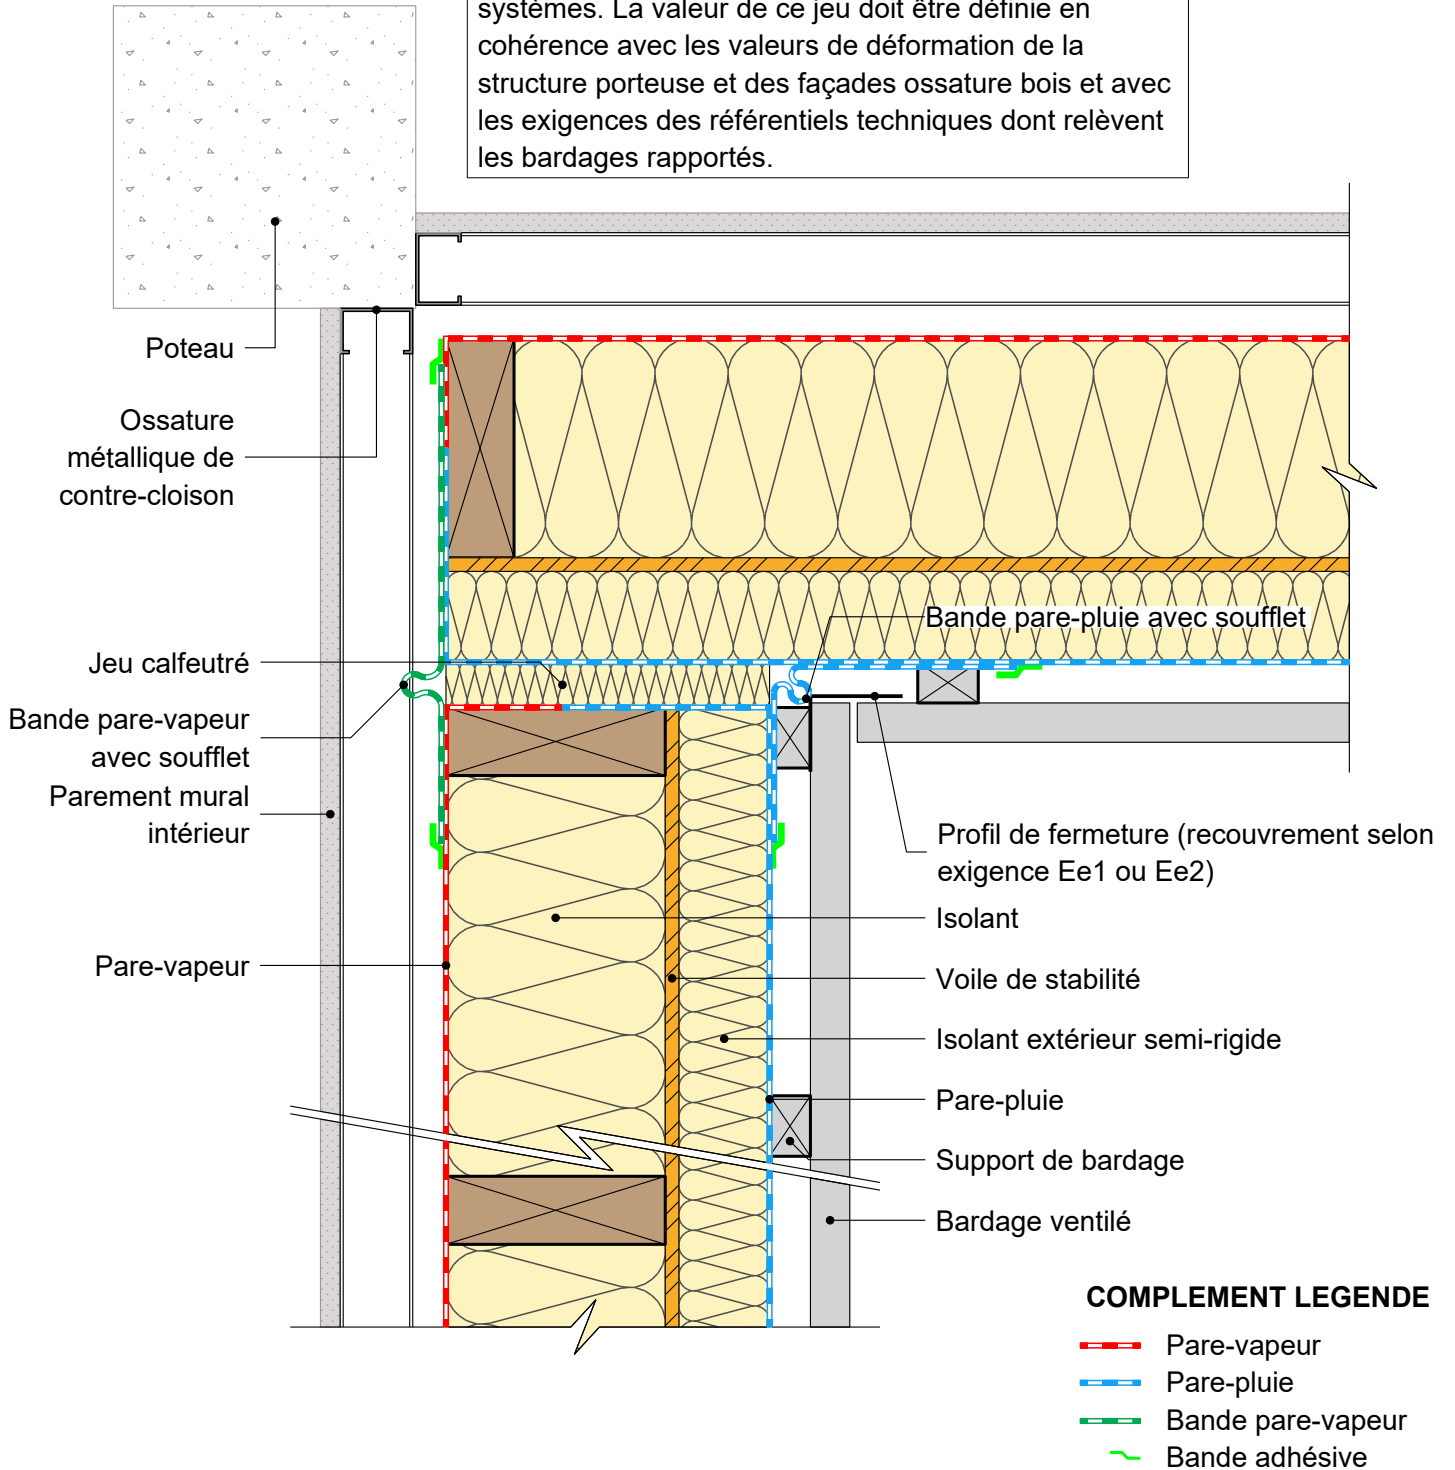 systèmes. La valeur de ce jeu doit être définie en
cohérence avec les valeurs de déformation de la
structure porteuse et des façades ossature bois et avec
les exigences des référentiels techniques dont relèvent
les bardages rapportés.
Poteau
Ossature
métallique de
contre-cloison
Bande pare-pluie avec soufflet
Jeu calfeutré
Bande pare-vapeur
avec soufflet
Parement mural
intérieur
Profil de fermeture (recouvrement selon
exigence Ee1 ou Ee2)
Isolant
Pare-vapeur
Voile de stabilité
Isolant extérieur semi-rigide
Pare-pluie
Support de bardage
Bardage ventilé
COMPLEMENT LEGENDE
Pare-vapeur
Pare-pluie
Bande pare-vapeur
Bande adhésive